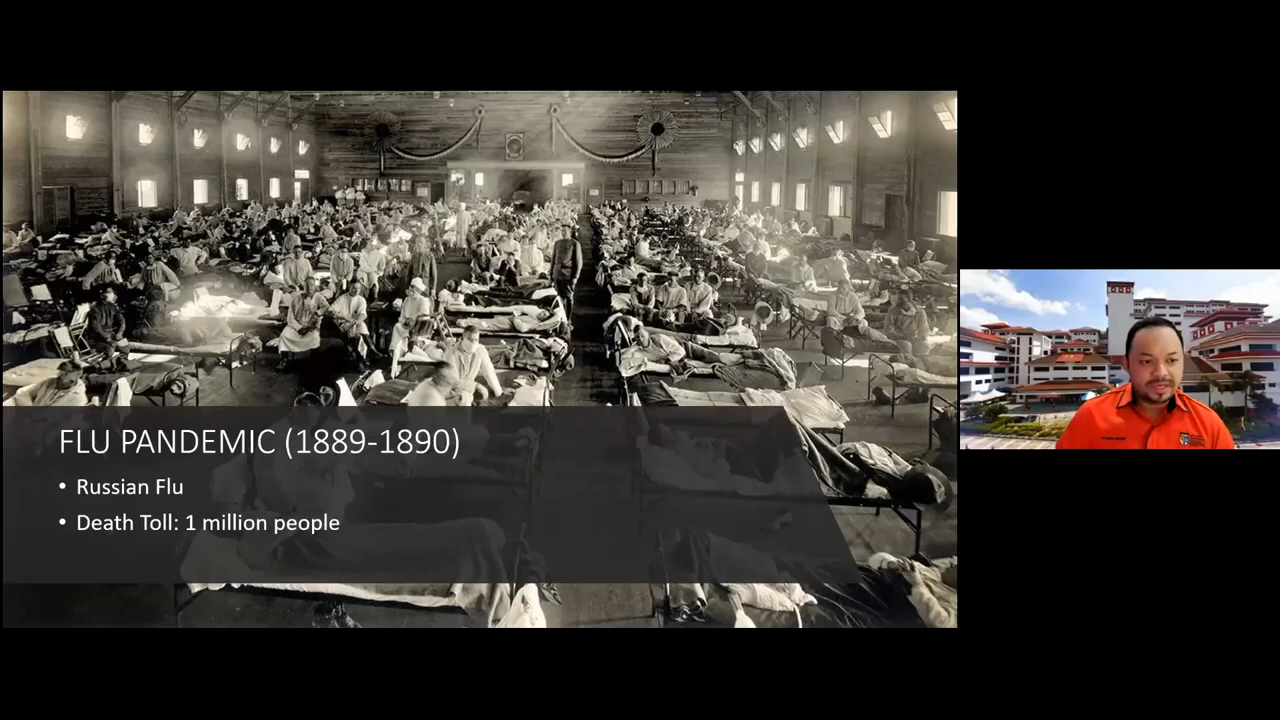 FLU PANDEMIC (1889-1890)
• Russian Flu
• Death Toll: 1 million people